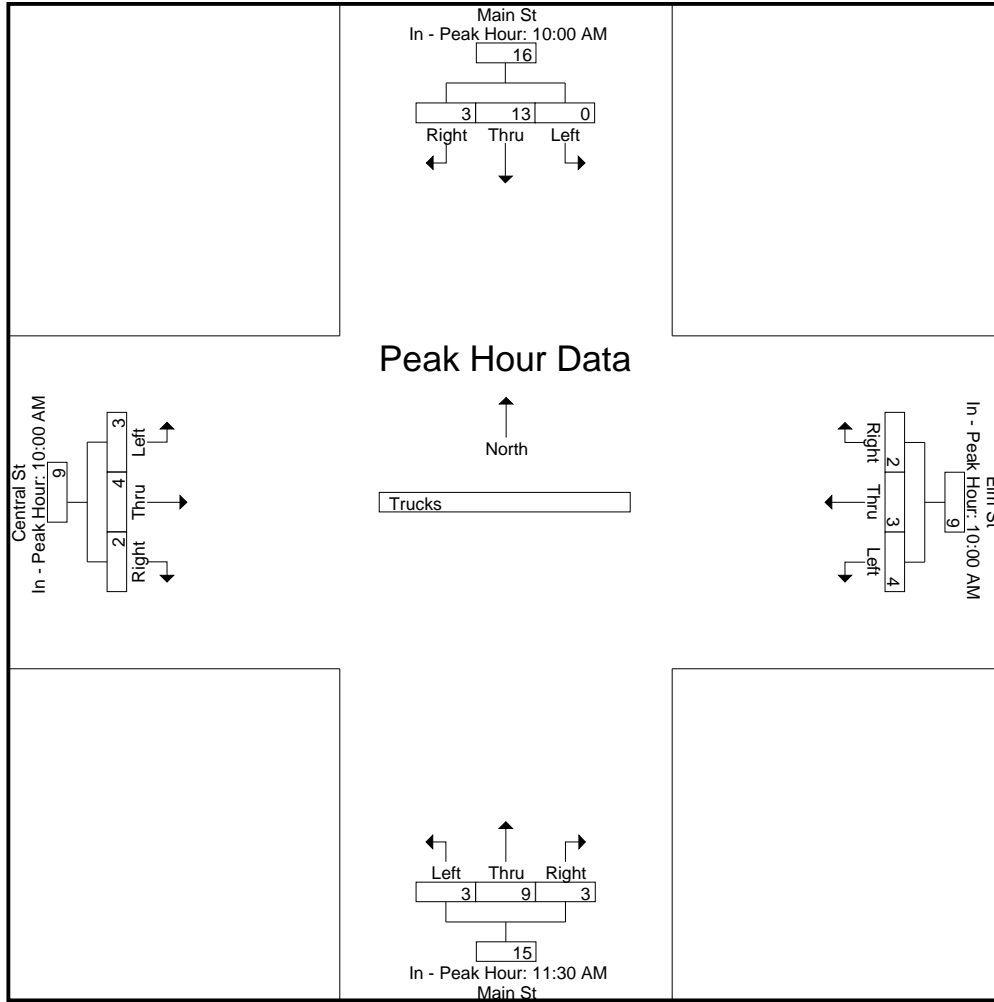 Main St
In - Peak Hour: 10:00 AM
16
3 13 0
Right Thru Left
Peak Hour Data
North
Trucks
Central St
In - Peak Hour: 10:00 AM
9
3 4 2
Left Thru Right
Elm St
In - Peak Hour: 10:00 AM
9
2 3 4
Right Thru Left
Left Thru Right
3 9 3
15
In - Peak Hour: 11:30 AM
Main St